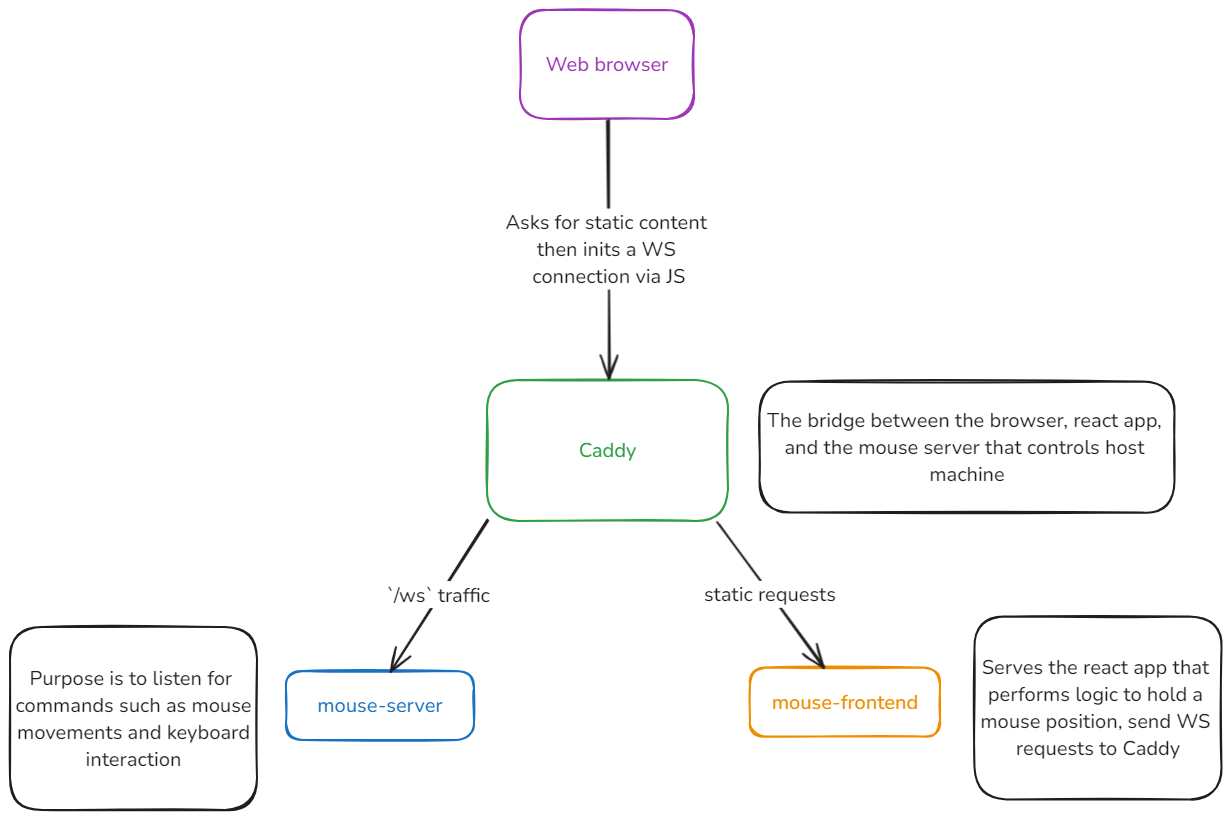 Web browser
Asks for static content
then inits a WS
connection via JS
Caddy
The bridge between the browser, react app,
and the mouse server that controls host
machine
`/ws` traffic
static requests
Purpose is to listen for
commands such as mouse
movements and keyboard
interaction
mouse-server
mouse-frontend
Serves the react app that
performs logic to hold a
mouse position, send WS
requests to Caddy